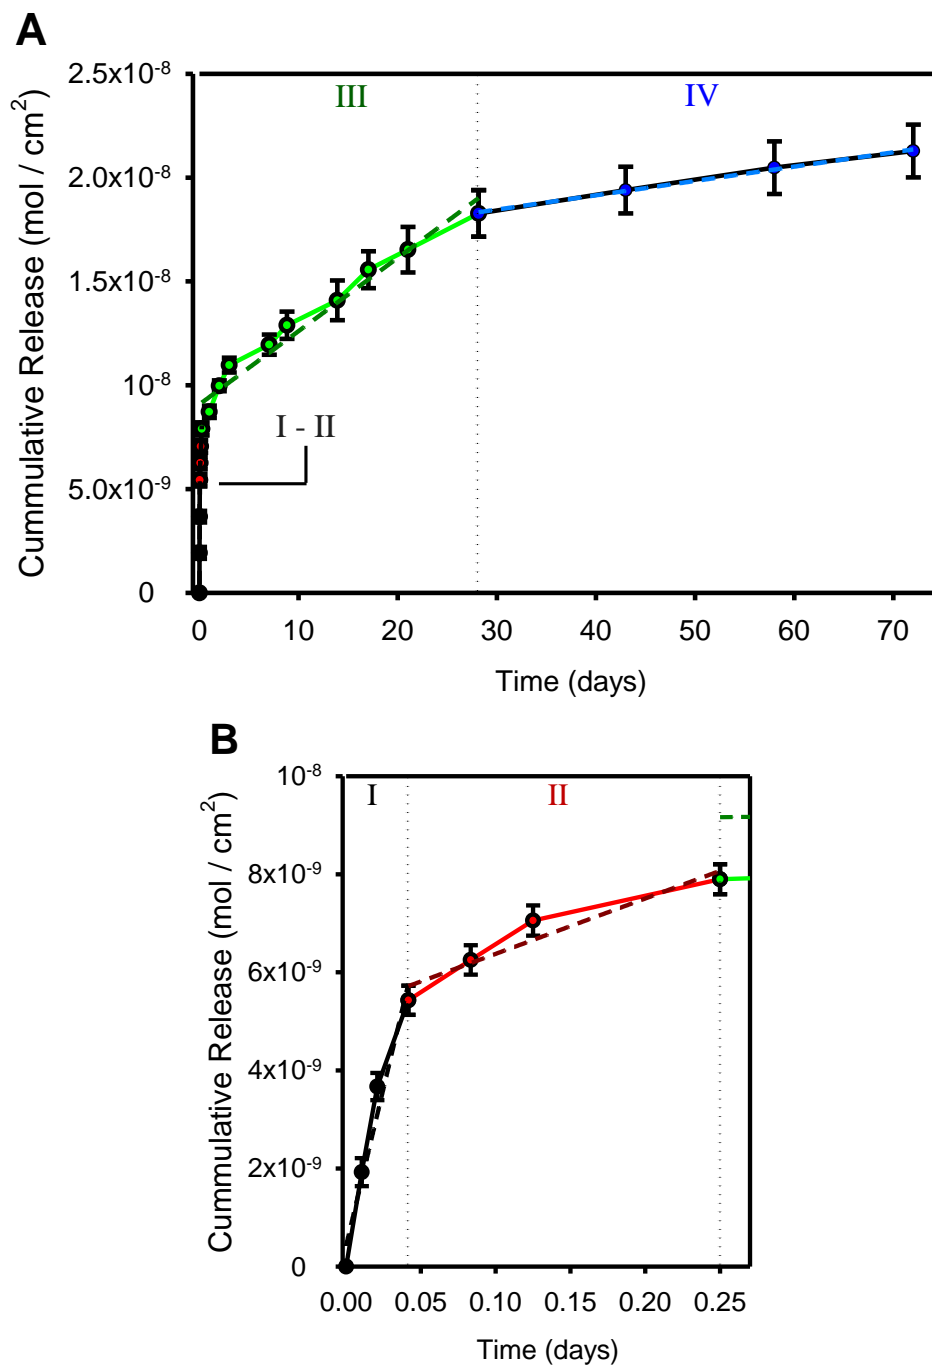 A
Cummulative Release (mol / cm²)
2.5x10⁻⁸
2.0x10⁻⁸
1.5x10⁻⁸
10⁻⁸
5.0x10⁻⁹
0
III
IV
I - II
0 10 20 30 40 50 60 70
Time (days)
B
Cummulative Release (mol / cm²)
10⁻⁸
8x10⁻⁹
6x10⁻⁹
4x10⁻⁹
2x10⁻⁹
0
I
II
0.00 0.05 0.10 0.15 0.20 0.25
Time (days)